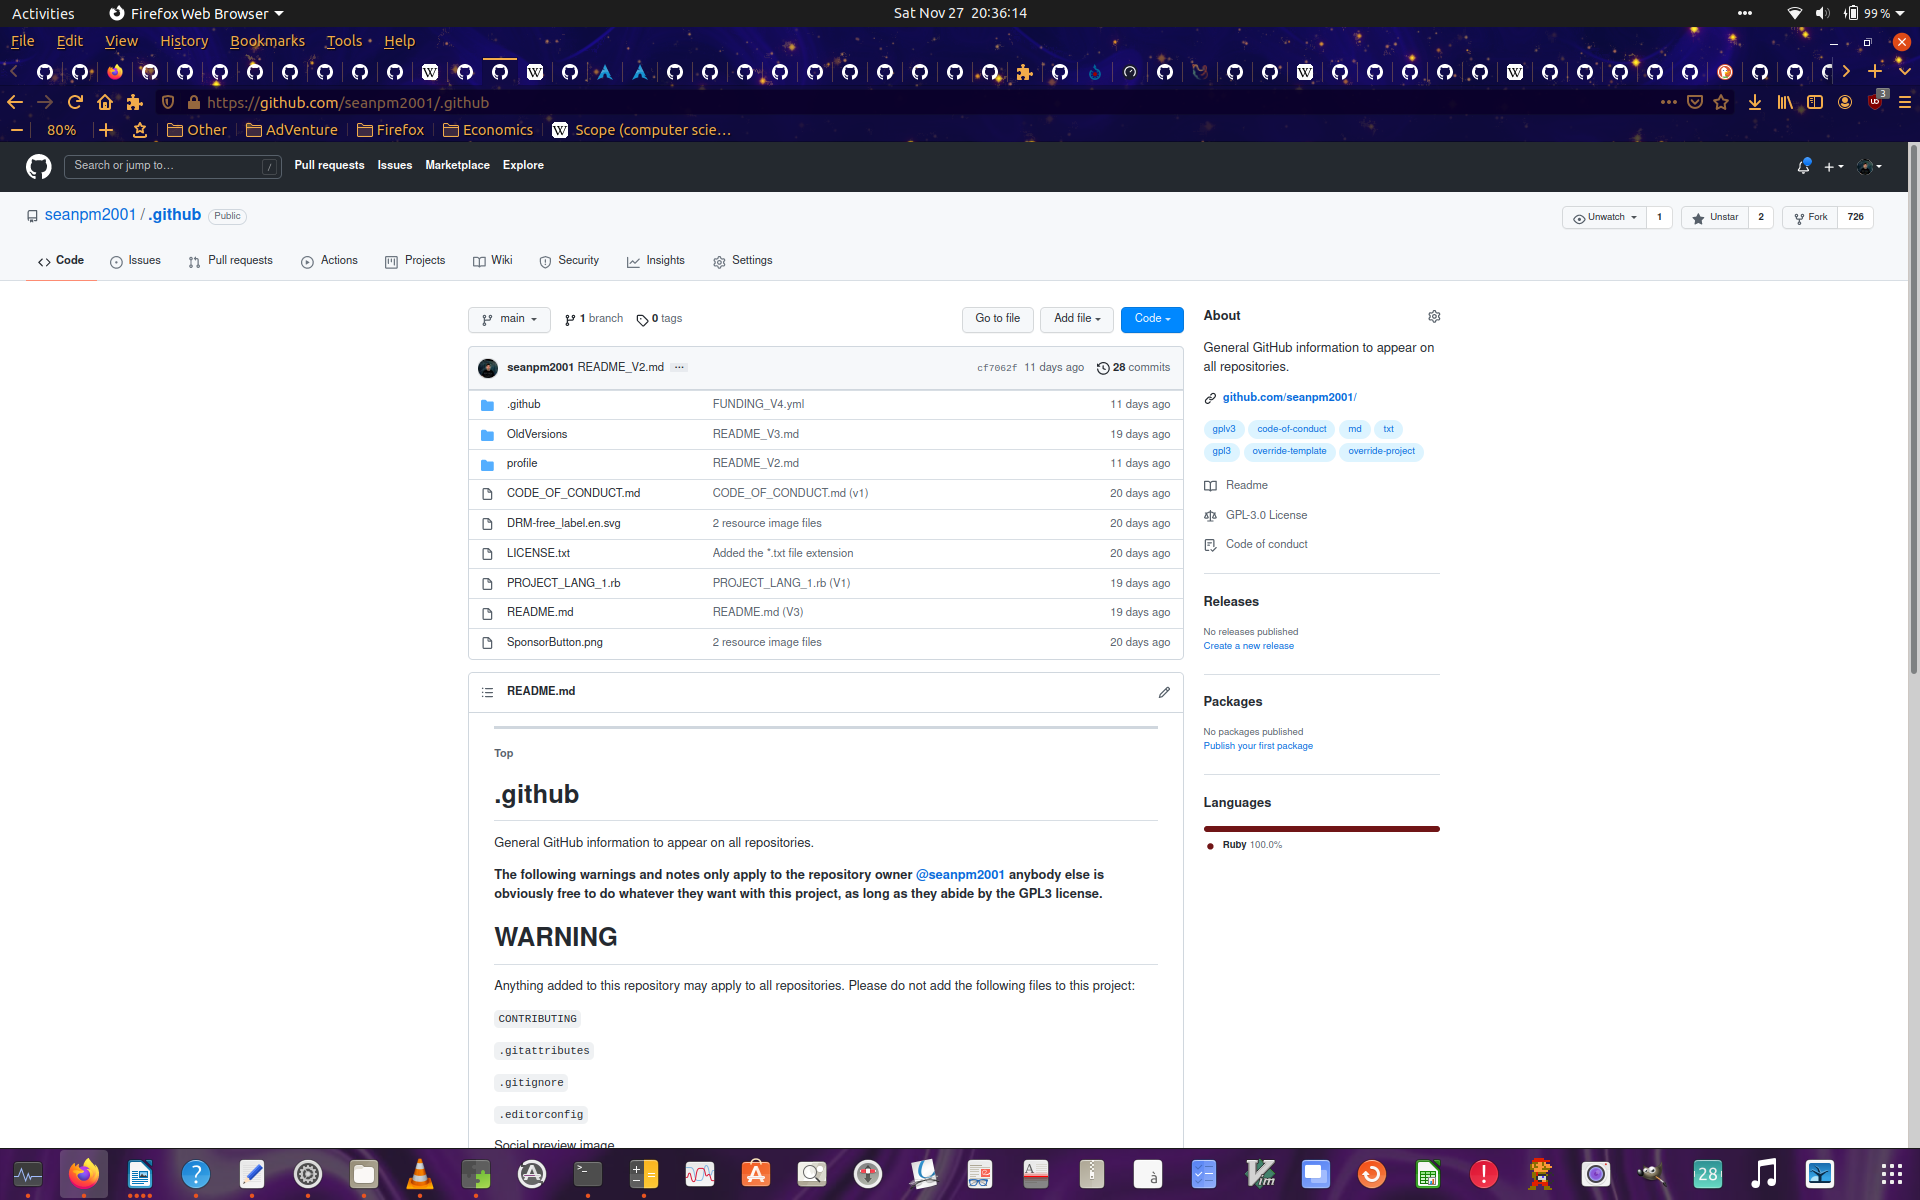 Activities
Firefox Web Browser
Sat Nov 27 20:36:14
99 %
File Edit View History Bookmarks Tools Help
https://github.com/seanpm2001/.github
3
80%
Other
AdVenture
Firefox
Economics
Scope (computer scie…
Search or jump to…
/
Pull requests Issues Marketplace Explore
seanpm2001 / .github Public
Unwatch 1
Unstar 2
Fork 726
Code
Issues
Pull requests
Actions
Projects
Wiki
Security
Insights
Settings
main
1 branch
0 tags
Go to file
Add file
Code
seanpm2001 README_V2.md ···
cf7062f 11 days ago
28 commits
.github FUNDING_V4.yml 11 days ago
OldVersions README_V3.md 19 days ago
profile README_V2.md 11 days ago
CODE_OF_CONDUCT.md CODE_OF_CONDUCT.md (v1) 20 days ago
DRM-free_label.en.svg 2 resource image files 20 days ago
LICENSE.txt Added the *.txt file extension 20 days ago
PROJECT_LANG_1.rb PROJECT_LANG_1.rb (V1) 19 days ago
README.md README.md (V3) 19 days ago
SponsorButton.png 2 resource image files 20 days ago
README.md
Top
.github
General GitHub information to appear on all repositories.
The following warnings and notes only apply to the repository owner @seanpm2001 anybody else is
obviously free to do whatever they want with this project, as long as they abide by the GPL3 license.
WARNING
Anything added to this repository may apply to all repositories. Please do not add the following files to this project:
CONTRIBUTING
.gitattributes
.gitignore
.editorconfig
Social preview image
About
General GitHub information to appear on
all repositories.
github.com/seanpm2001/
gplv3 code-of-conduct md txt
gpl3 override-template override-project
Readme
GPL-3.0 License
Code of conduct
Releases
No releases published
Create a new release
Packages
No packages published
Publish your first package
Languages
Ruby 100.0%
28